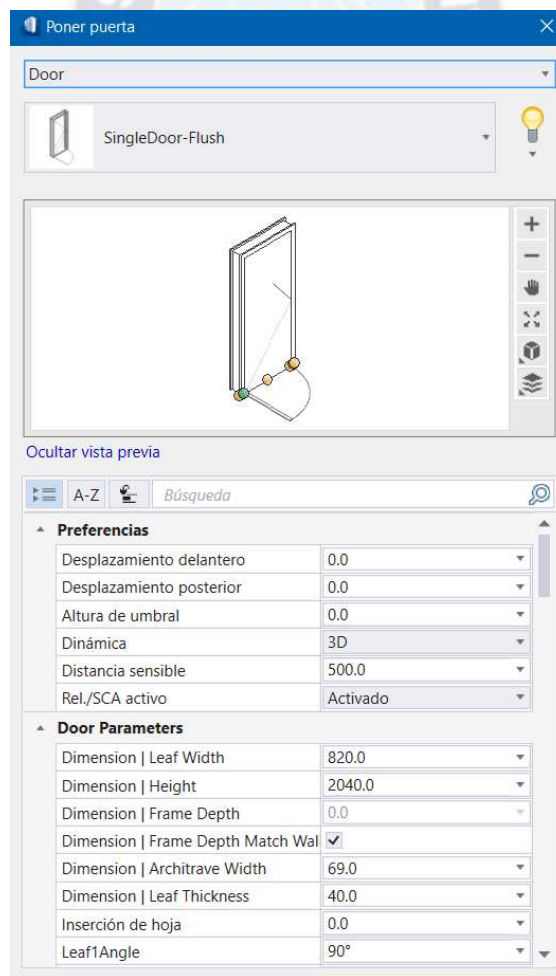 Poner puerta
Door
SingleDoor-Flush
Ocultar vista previa
A-Z Búsqueda
Preferencias
Desplazamiento delantero 0.0
Desplazamiento posterior 0.0
Altura de umbral 0.0
Dinámica 3D
Distancia sensible 500.0
Rel./SCA activo Activado
Door Parameters
Dimension | Leaf Width 820.0
Dimension | Height 2040.0
Dimension | Frame Depth 0.0
Dimension | Frame Depth Match Wal
Dimension | Architrave Width 69.0
Dimension | Leaf Thickness 40.0
Inserción de hoja 0.0
Leaf1Angle 90°